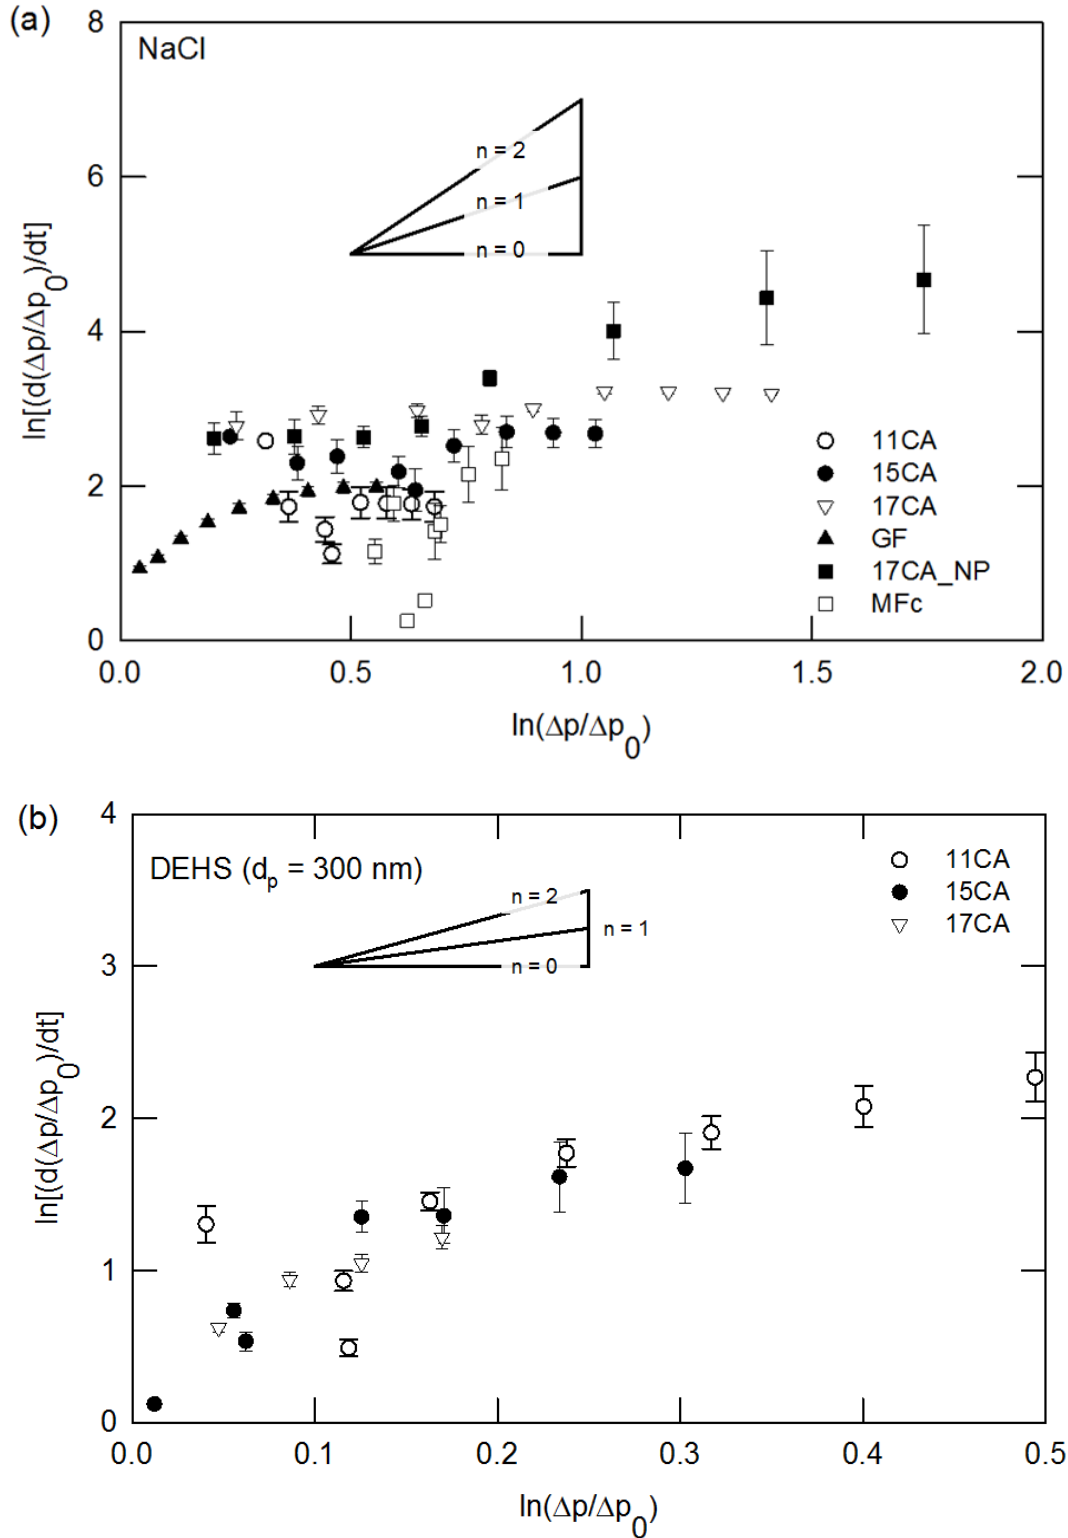 (a)
NaCl
8
6
4
2
0
ln[(d(Δp/Δp0)/dt]
n = 2
n = 1
n = 0
11CA
15CA
17CA
GF
17CA_NP
MFc
0.0 0.5 1.0 1.5 2.0
ln(Δp/Δp0)
(b)
DEHS (dp = 300 nm)
4
3
2
1
0
ln[(d(Δp/Δp0)/dt]
n = 2
n = 1
n = 0
11CA
15CA
17CA
0.0 0.1 0.2 0.3 0.4 0.5
ln(Δp/Δp0)